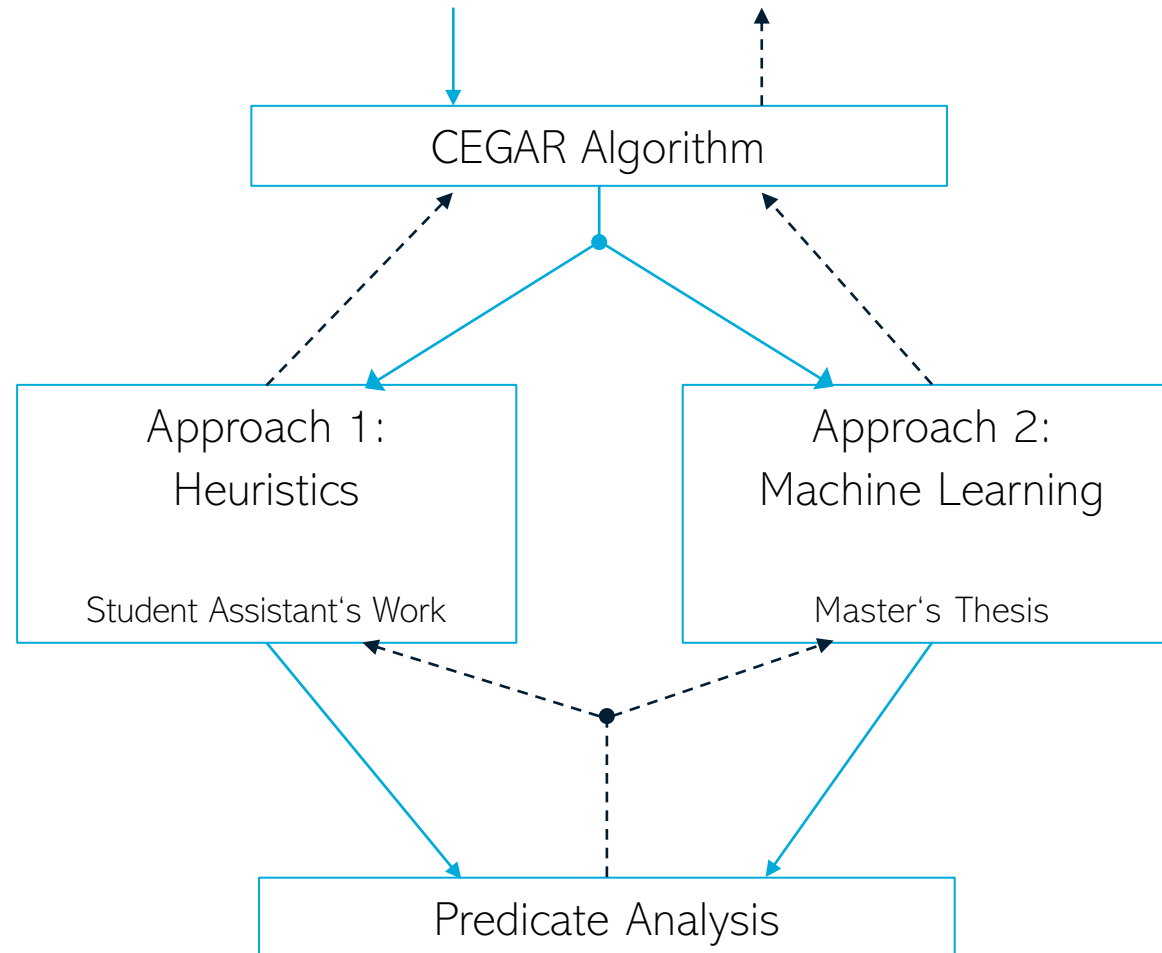 CEGAR Algorithm
Approach 1:
Heuristics
Student Assistant‘s Work
Approach 2:
Machine Learning
Master‘s Thesis
Predicate Analysis